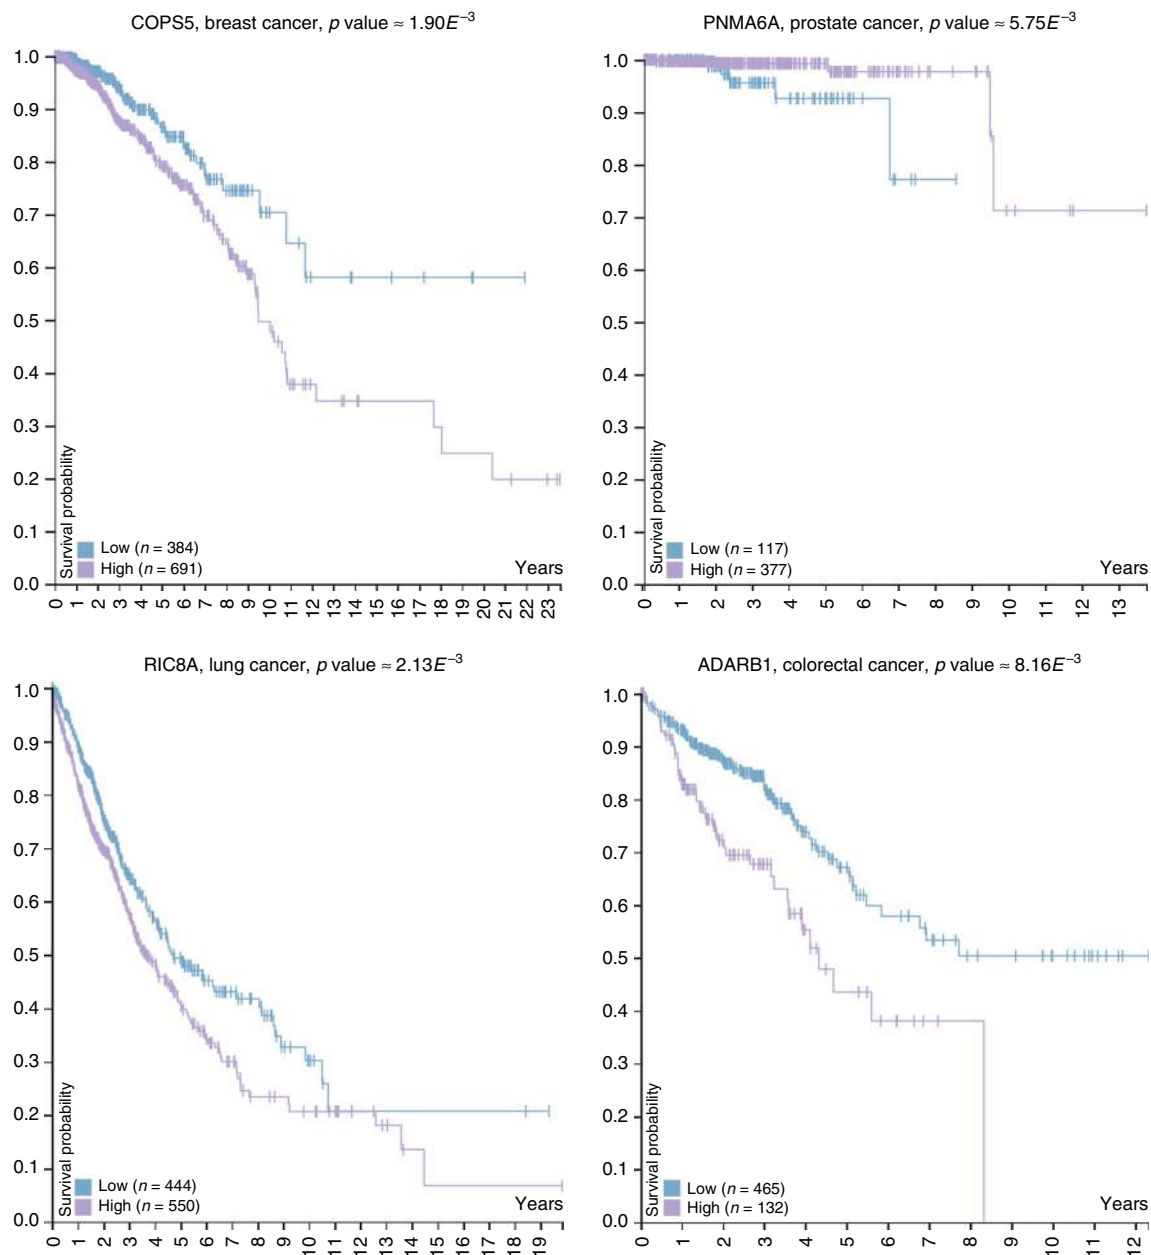 COPS5, breast cancer, p value ≈ 1.90E⁻³
1.0
0.9
0.8
0.7
0.6
0.5
0.4
0.3
0.2
0.1
0.0
Survival probability
Low (n = 384)
High (n = 691)
Years
0 1 2 3 4 5 6 7 8 9 10 11 12 13 14 15 16 17 18 19 20 21 22 23
PNMA6A, prostate cancer, p value ≈ 5.75E⁻³
1.0
0.9
0.8
0.7
0.6
0.5
0.4
0.3
0.2
0.1
0.0
Survival probability
Low (n = 117)
High (n = 377)
Years
0 1 2 3 4 5 6 7 8 9 10 11 12 13
RIC8A, lung cancer, p value ≈ 2.13E⁻³
1.0
0.9
0.8
0.7
0.6
0.5
0.4
0.3
0.2
0.1
0.0
Survival probability
Low (n = 444)
High (n = 550)
Years
0 1 2 3 4 5 6 7 8 9 10 11 12 13 14 15 16 17 18 19
ADARB1, colorectal cancer, p value ≈ 8.16E⁻³
1.0
0.9
0.8
0.7
0.6
0.5
0.4
0.3
0.2
0.1
0.0
Survival probability
Low (n = 465)
High (n = 132)
Years
0 1 2 3 4 5 6 7 8 9 10 11 12